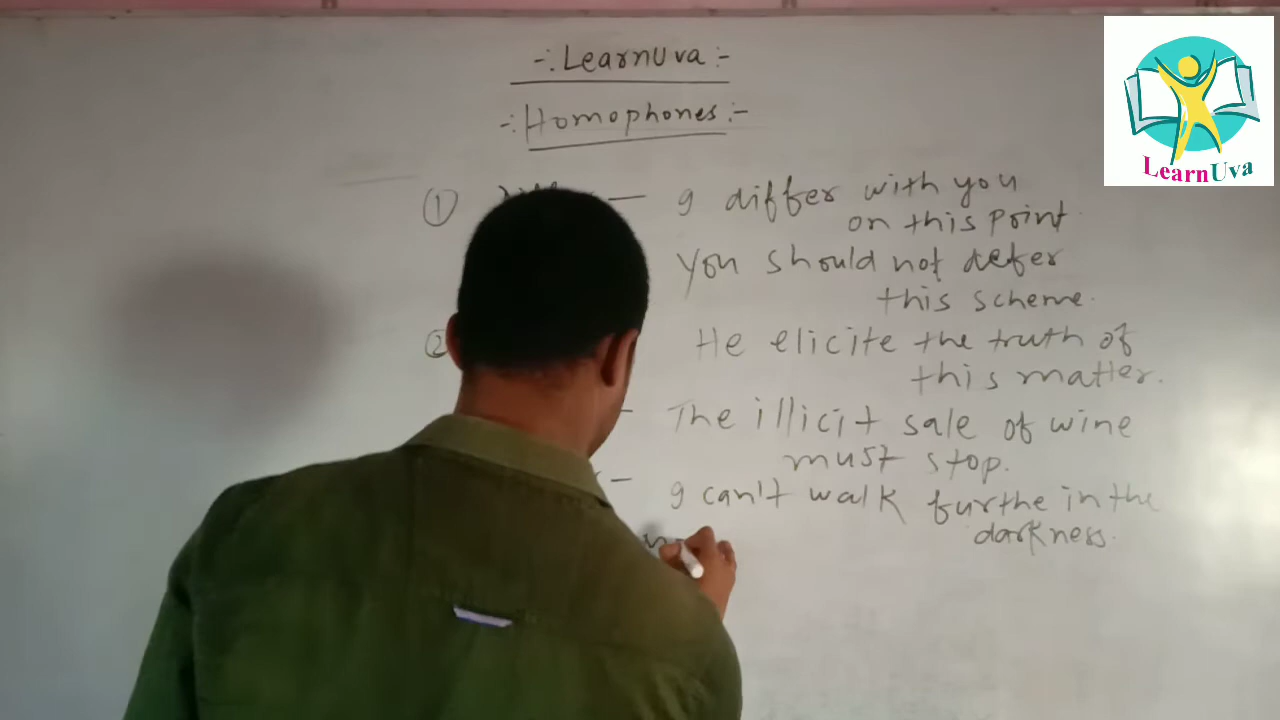 -: LearnUva :-
-: Homophones :-
LearnUva
① — I differ with you
on this point.
You should not defer
this scheme.
② He elicite the truth of
this matter.
- The illicit sale of wine
must stop.
- I can't walk furthe in the
darkness.